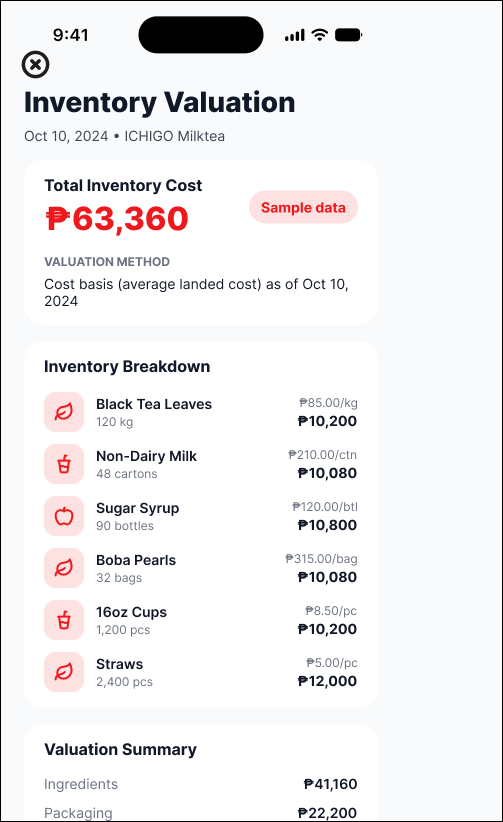 9:41
Inventory Valuation
Oct 10, 2024 • ICHIGO Milktea
Total Inventory Cost
₱63,360
Sample data
VALUATION METHOD
Cost basis (average landed cost) as of Oct 10,
2024
Inventory Breakdown
Black Tea Leaves
₱85.00/kg
120 kg
₱10,200
Non-Dairy Milk
₱210.00/ctn
48 cartons
₱10,080
Sugar Syrup
₱120.00/btl
90 bottles
₱10,800
Boba Pearls
₱315.00/bag
32 bags
₱10,080
16oz Cups
₱8.50/pc
1,200 pcs
₱10,200
Straws
₱5.00/pc
2,400 pcs
₱12,000
Valuation Summary
Ingredients ₱41,160
Packaging ₱22,200